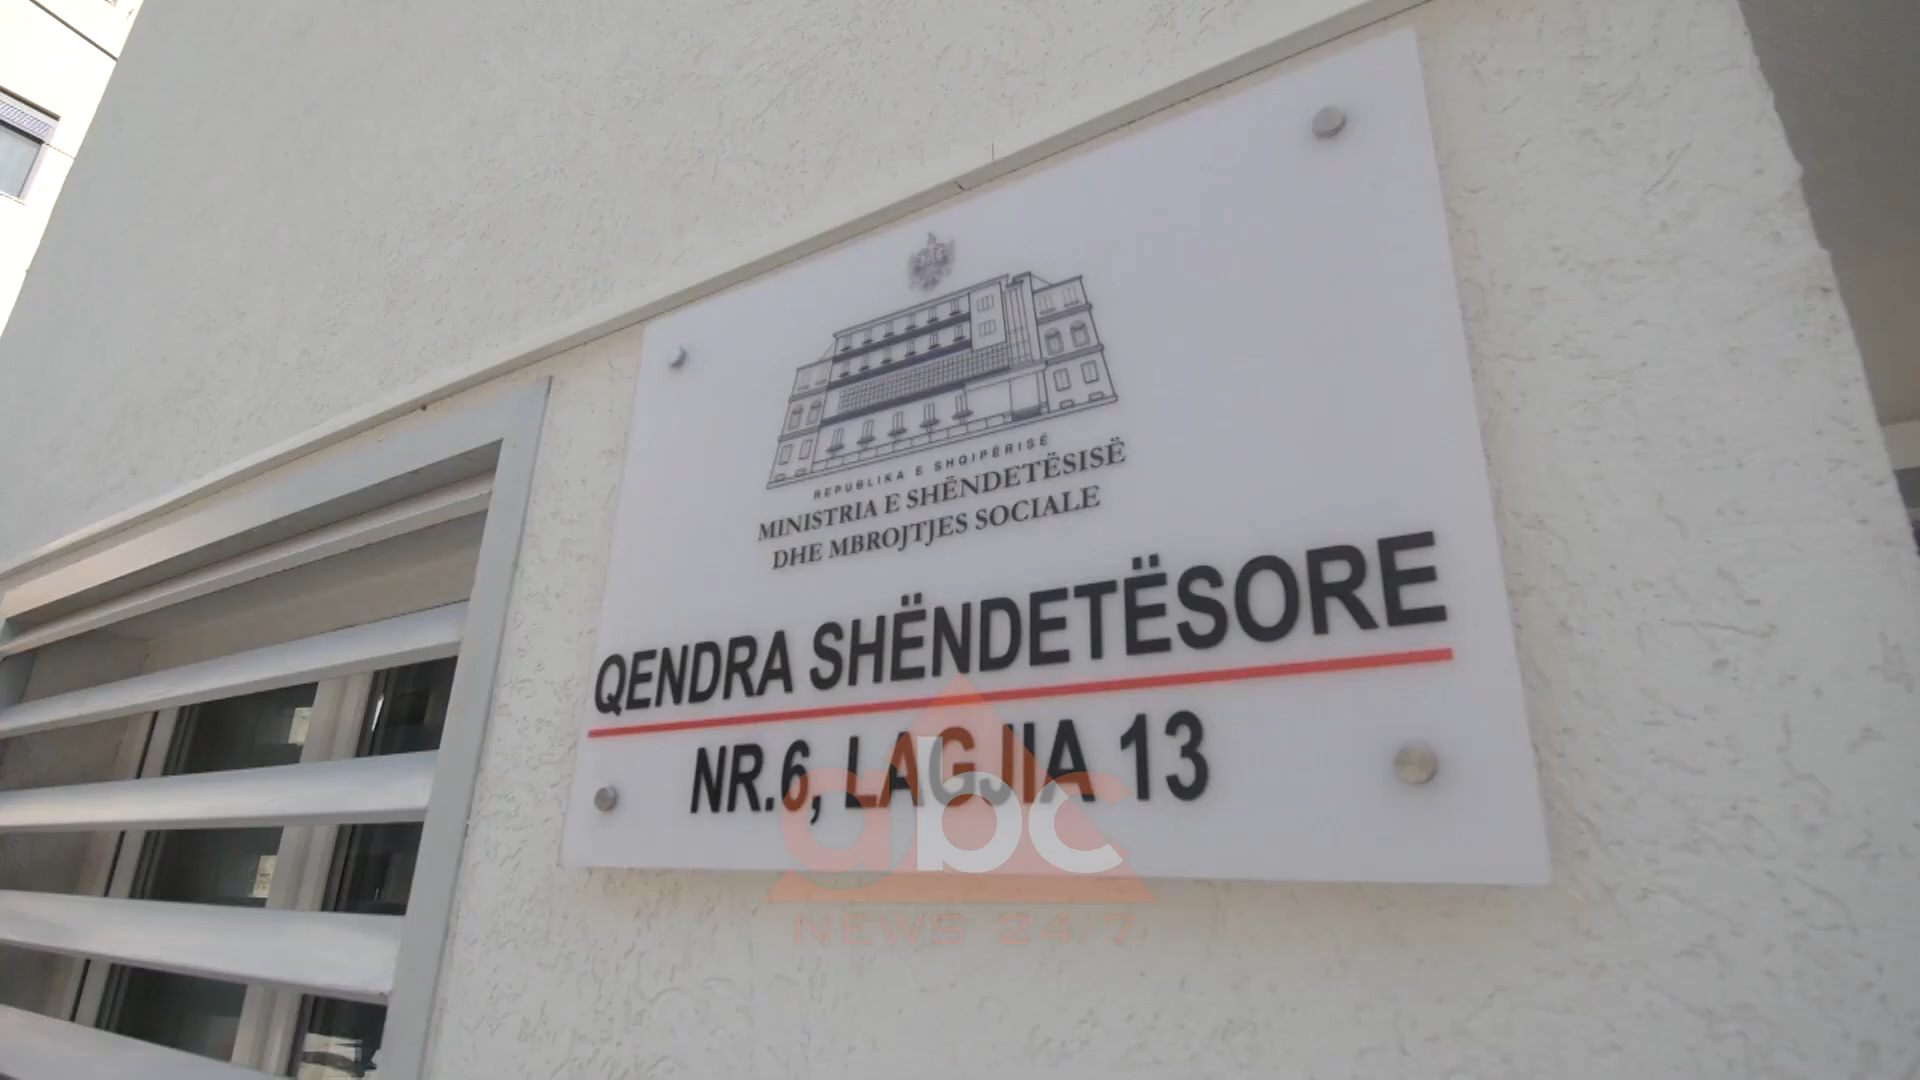 REPUBLIKA E SHQIPËRISË
MINISTRIA E SHËNDETËSISË
DHE MBROJTJES SOCIALE
QENDRA SHËNDETËSORE
NR.6, LAGJIA 13
abc
NEWS 24/7